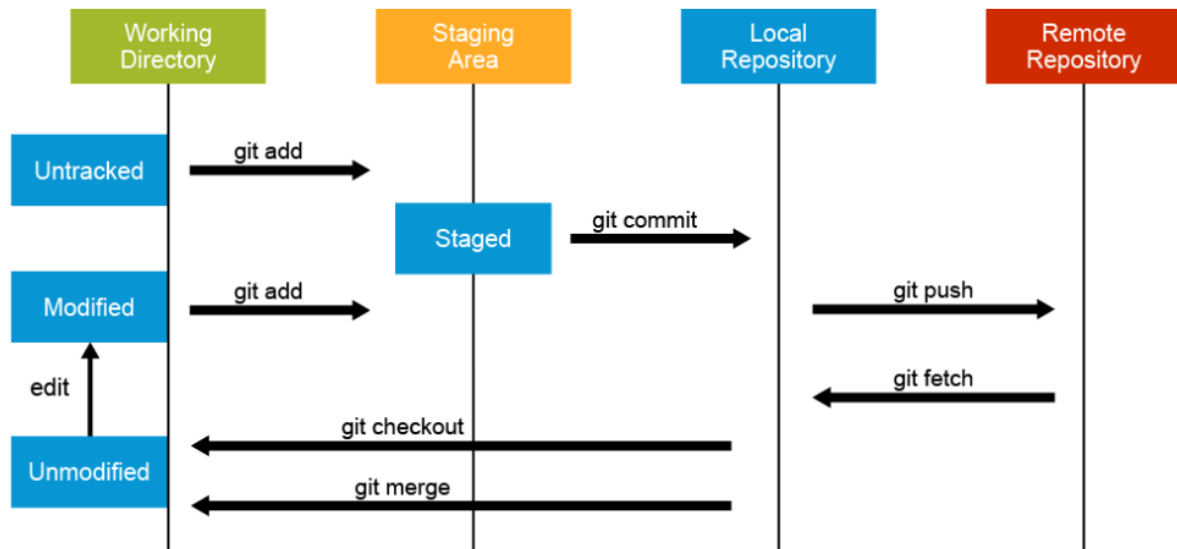 Working
Directory
Staging
Area
Local
Repository
Remote
Repository
Untracked
git add
Staged
git commit
Modified
git add
git push
edit
git fetch
git checkout
Unmodified
git merge